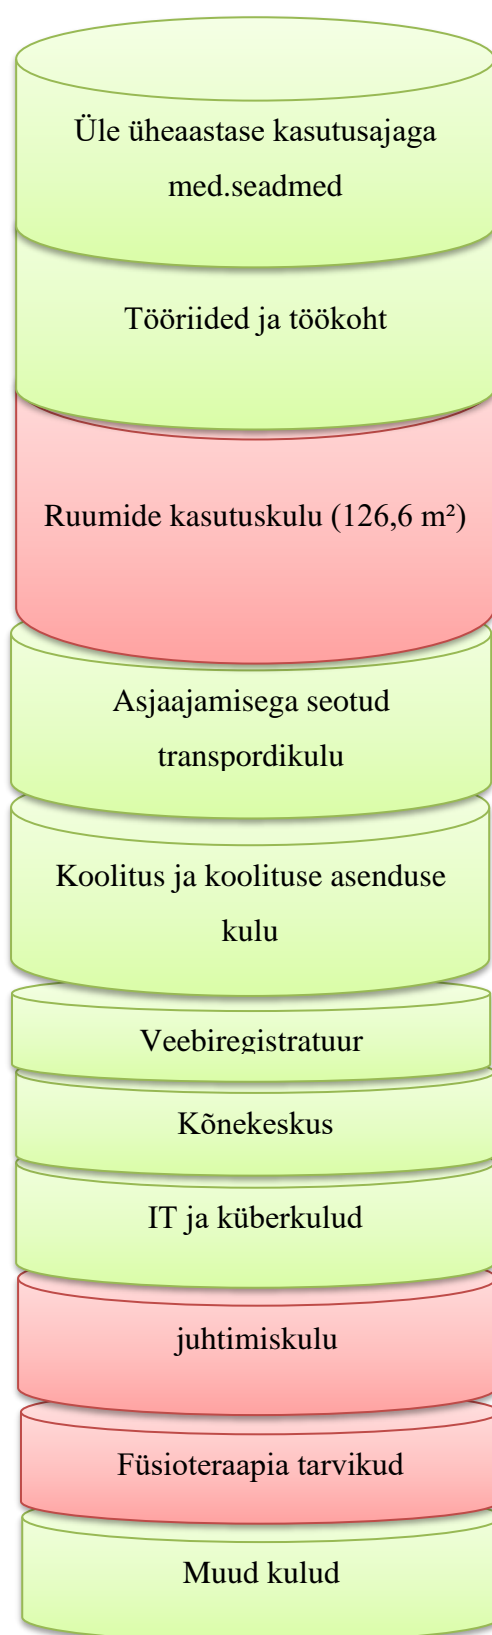 Üle üheaastase kasutusajaga
med.seadmed
Tööriided ja töökoht
Ruumide kasutuskulu (126,6 m²)
Asjaajamisega seotud
transpordikulu
Koolitus ja koolituse asenduse
kulu
Veebiregistratuur
Kõnekeskus
IT ja küberkulud
juhtimiskulu
Füsioteraapia tarvikud
Muud kulud